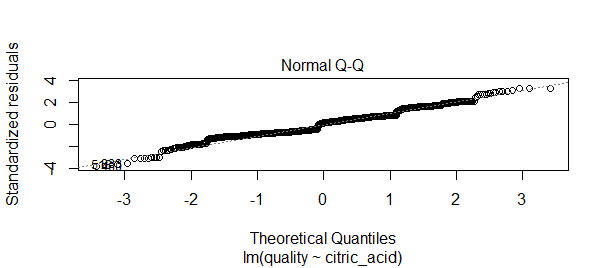 Normal Q-Q
Standardized residuals
4
2
0
-4
-3
-2
-1
0
1
2
3
Theoretical Quantiles
lm(quality ~ citric_acid)